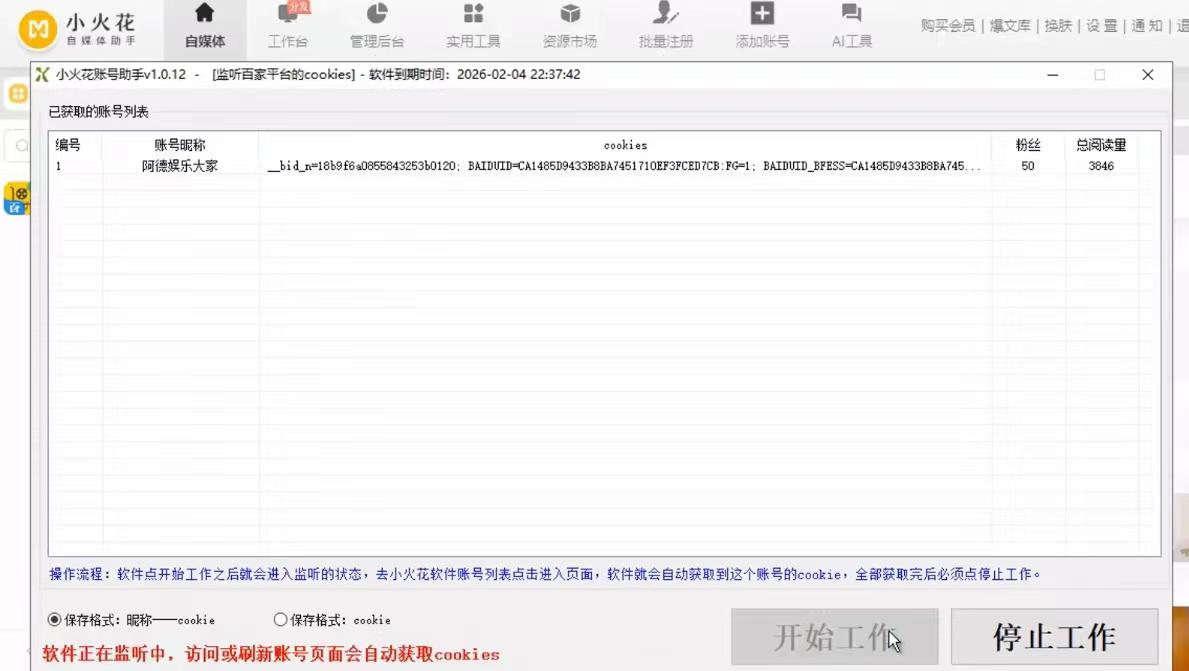 小火花
自媒体助手
自媒体
分发
工作台
管理后台
实用工具
资源市场
批量注册
添加账号
AI工具
购买会员 | 爆文库 | 换肤 | 设置 | 通知 | 退
小火花账号助手v1.0.12 - [监听百家平台的cookies] - 软件到期时间：2026-02-04 22:37:42
已获取的账号列表
编号 账号昵称 cookies 粉丝 总阅读量
1 阿德娱乐大家 __bid_n=18b9f6a0855843253b0120; BAIDUID=CA1485D9433B8BA7451710EF3FCED7CB:FG=1; BAIDUID_BFESS=CA1485D9433B8BA745... 50 3846
操作流程：软件点开始工作之后就会进入监听的状态，去小火花软件账号列表点击进入页面，软件就会自动获取到这个账号的cookie，全部获取完后必须点停止工作。
保存格式：昵称——cookie 保存格式：cookie
开始工作 停止工作
软件正在监听中，访问或刷新账号页面会自动获取cookies